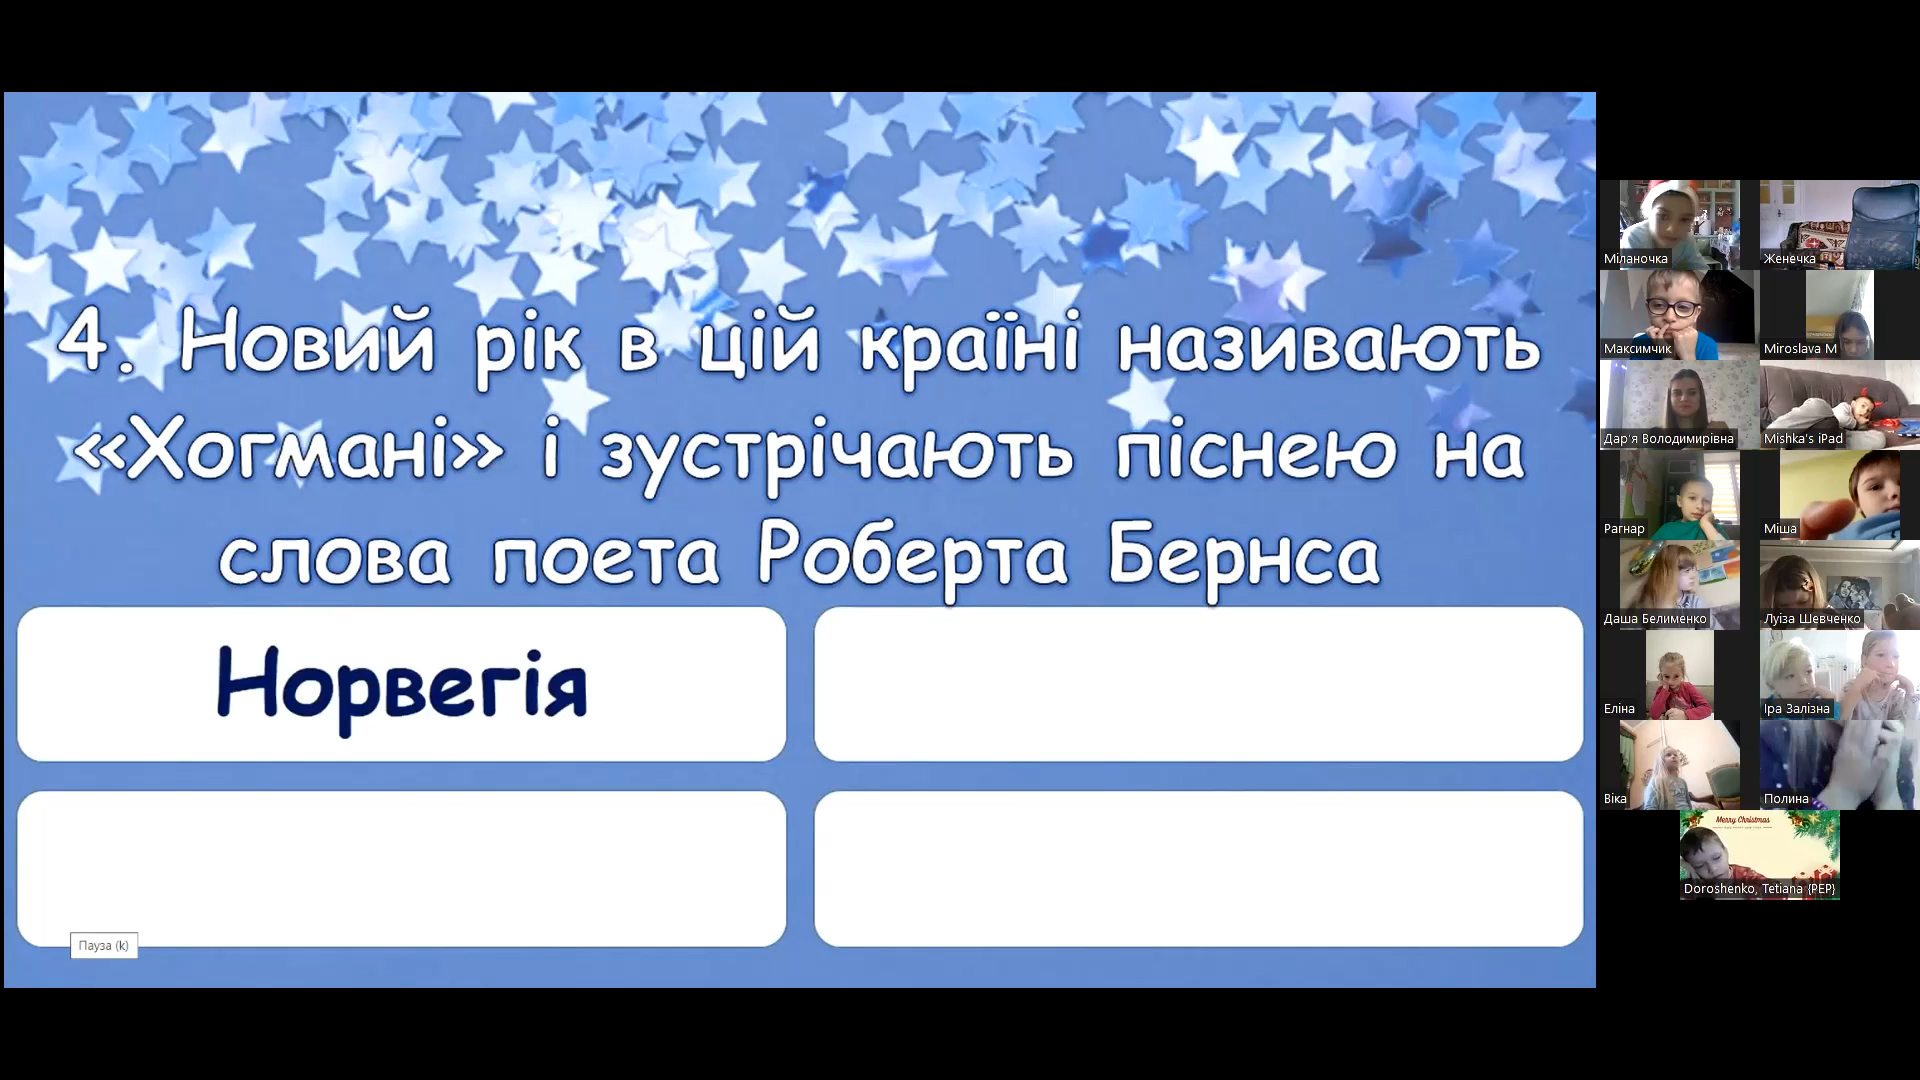 4. Новий рік в цій країні називають
«Хогмані» і зустрічають піснею на
слова поета Роберта Бернса
Норвегія
Пауза (k)
Міланочка
Женечка
Максимчик
Miroslava M
Дар'я Володимирівна
Mishka's iPad
Рагнар
Міша
Даша Белименко
Луіза Шевченко
Еліна
Іра Залізна
Віка
Полина
Merry Christmas
Doroshenko, Tetiana {PEP}